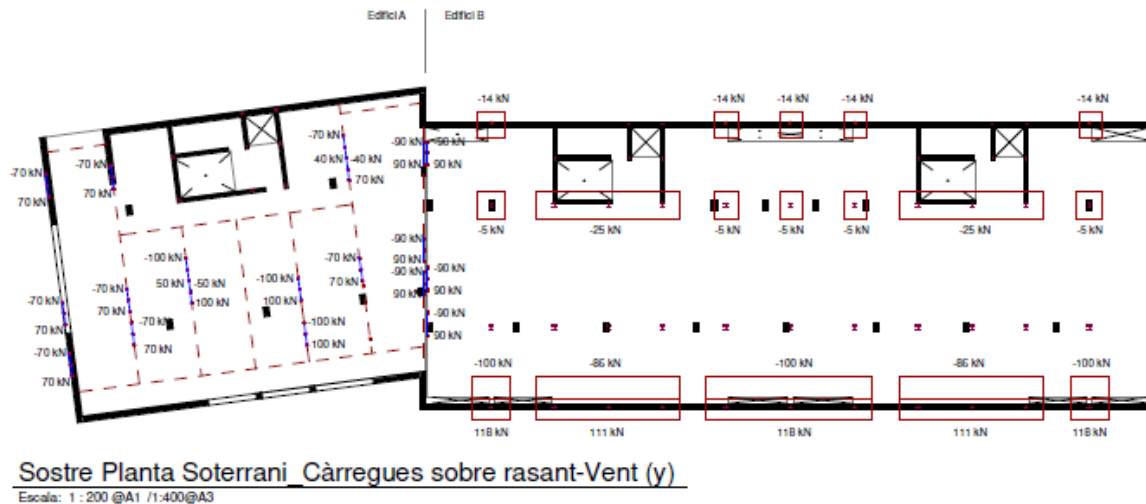 Edifici A Edifici B
-14 kN -14 kN -14 kN -14 kN -14 kN
-70 kN -90 kN
-90 kN
40 kN -40 kN 90 kN
90 kN
-70 kN
70 kN
-70 kN
70 kN
70 kN
-5 kN -25 kN -5 kN -5 kN -5 kN -25 kN -5 kN
-90 kN
-100 kN -70 kN
-90 kN -90 kN
50 kN -50 kN -100 kN 70 kN
-70 kN 100 kN 100 kN 90 kN 90 kN
-70 kN
70 kN
70 kN
-70 kN -100 kN
-90 kN
70 kN 100 kN 90 kN
-70 kN
70 kN
-100 kN -86 kN -100 kN -86 kN -100 kN
118 kN 111 kN 118 kN 111 kN 118 kN
Sostre Planta Soterrani_Càrregues sobre rasant-Vent (y)
Escala: 1 : 200 @A1 /1:400@A3